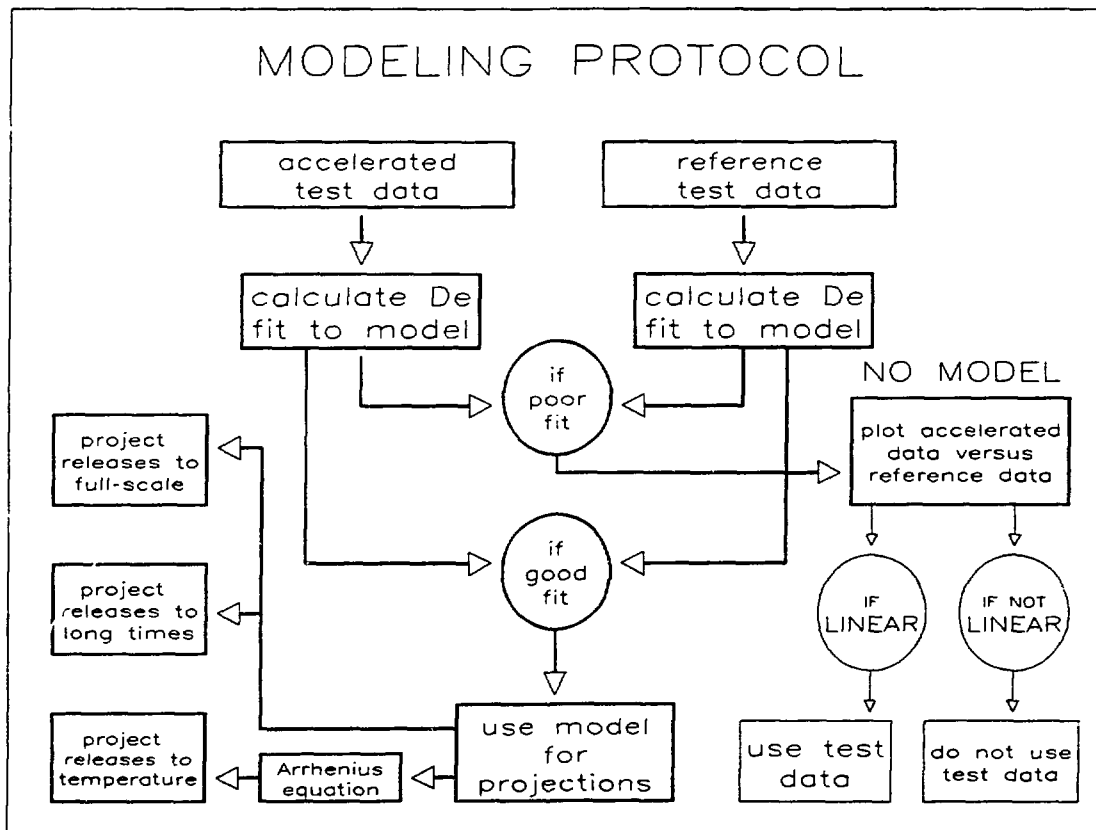 MODELING PROTOCOL
accelerated
test data
reference
test data
calculate De
fit to model
calculate De
fit to model
if
poor
fit
NO MODEL
plot accelerated
data versus
reference data
project
releases to
full-scale
if
good
fit
project
releases to
long times
IF
LINEAR
IF NOT
LINEAR
use model
for
projections
project
releases to
temperature
Arrhenius
equation
use test
data
do not use
test data